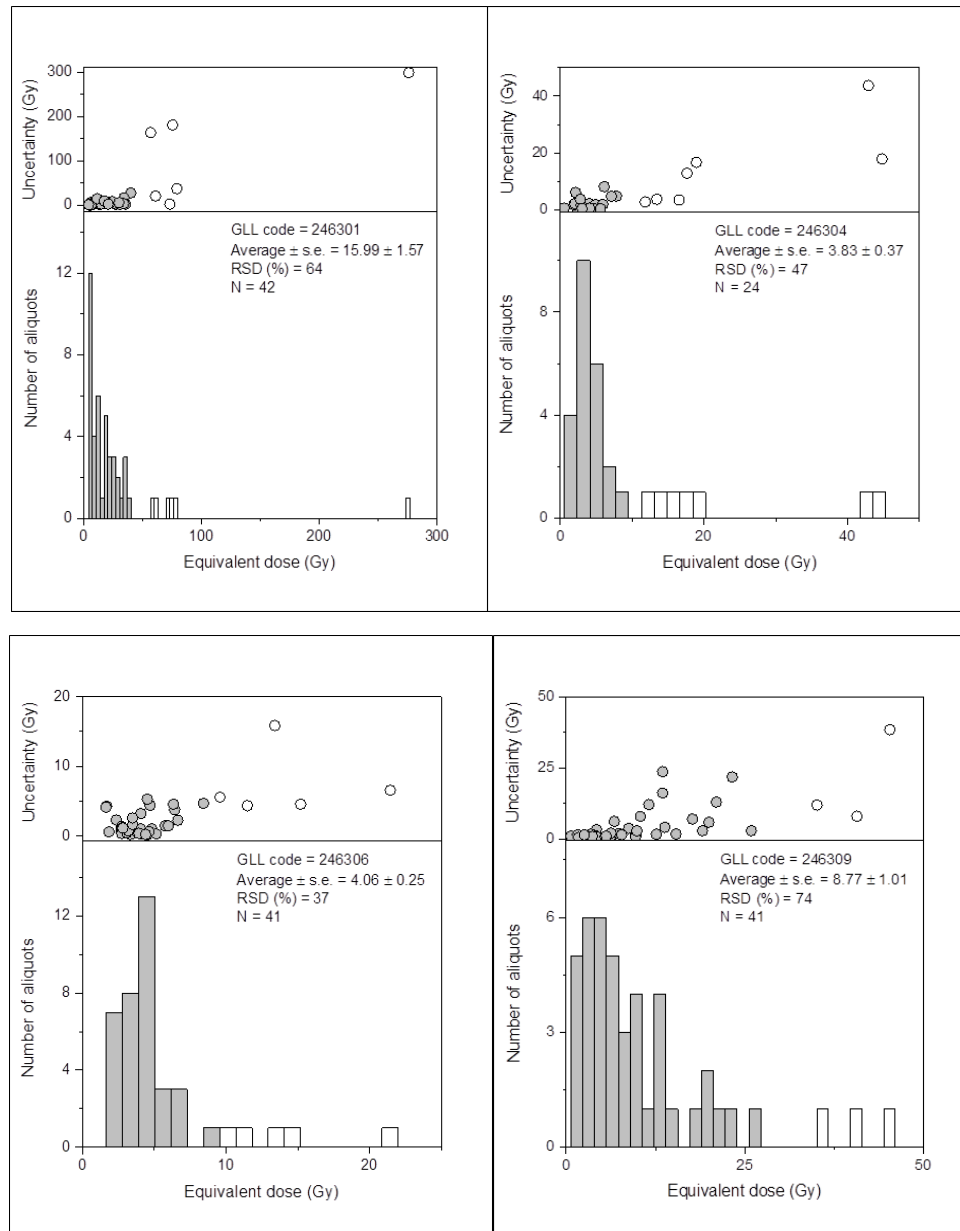 300
200
100
0
Uncertainty (Gy)
GLL code = 246301
Average ± s.e. = 15.99 ± 1.57
RSD (%) = 64
N = 42
12
8
4
0
Number of aliquots
0 100 200 300
Equivalent dose (Gy)
40
20
0
Uncertainty (Gy)
GLL code = 246304
Average ± s.e. = 3.83 ± 0.37
RSD (%) = 47
N = 24
8
4
0
Number of aliquots
0 20 40
Equivalent dose (Gy)
20
10
0
Uncertainty (Gy)
GLL code = 246306
Average ± s.e. = 4.06 ± 0.25
RSD (%) = 37
N = 41
12
8
4
0
Number of aliquots
0 10 20
Equivalent dose (Gy)
50
25
0
Uncertainty (Gy)
GLL code = 246309
Average ± s.e. = 8.77 ± 1.01
RSD (%) = 74
N = 41
6
3
0
Number of aliquots
0 25 50
Equivalent dose (Gy)